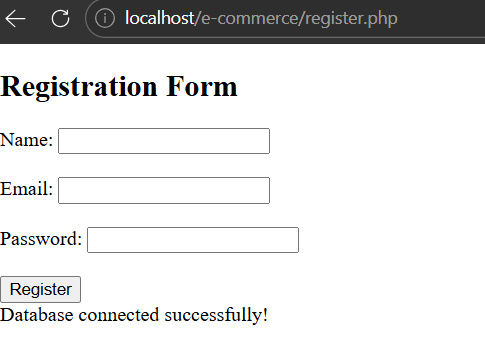 localhost/e-commerce/register.php
Registration Form
Name:
Email:
Password:
Register
Database connected successfully!